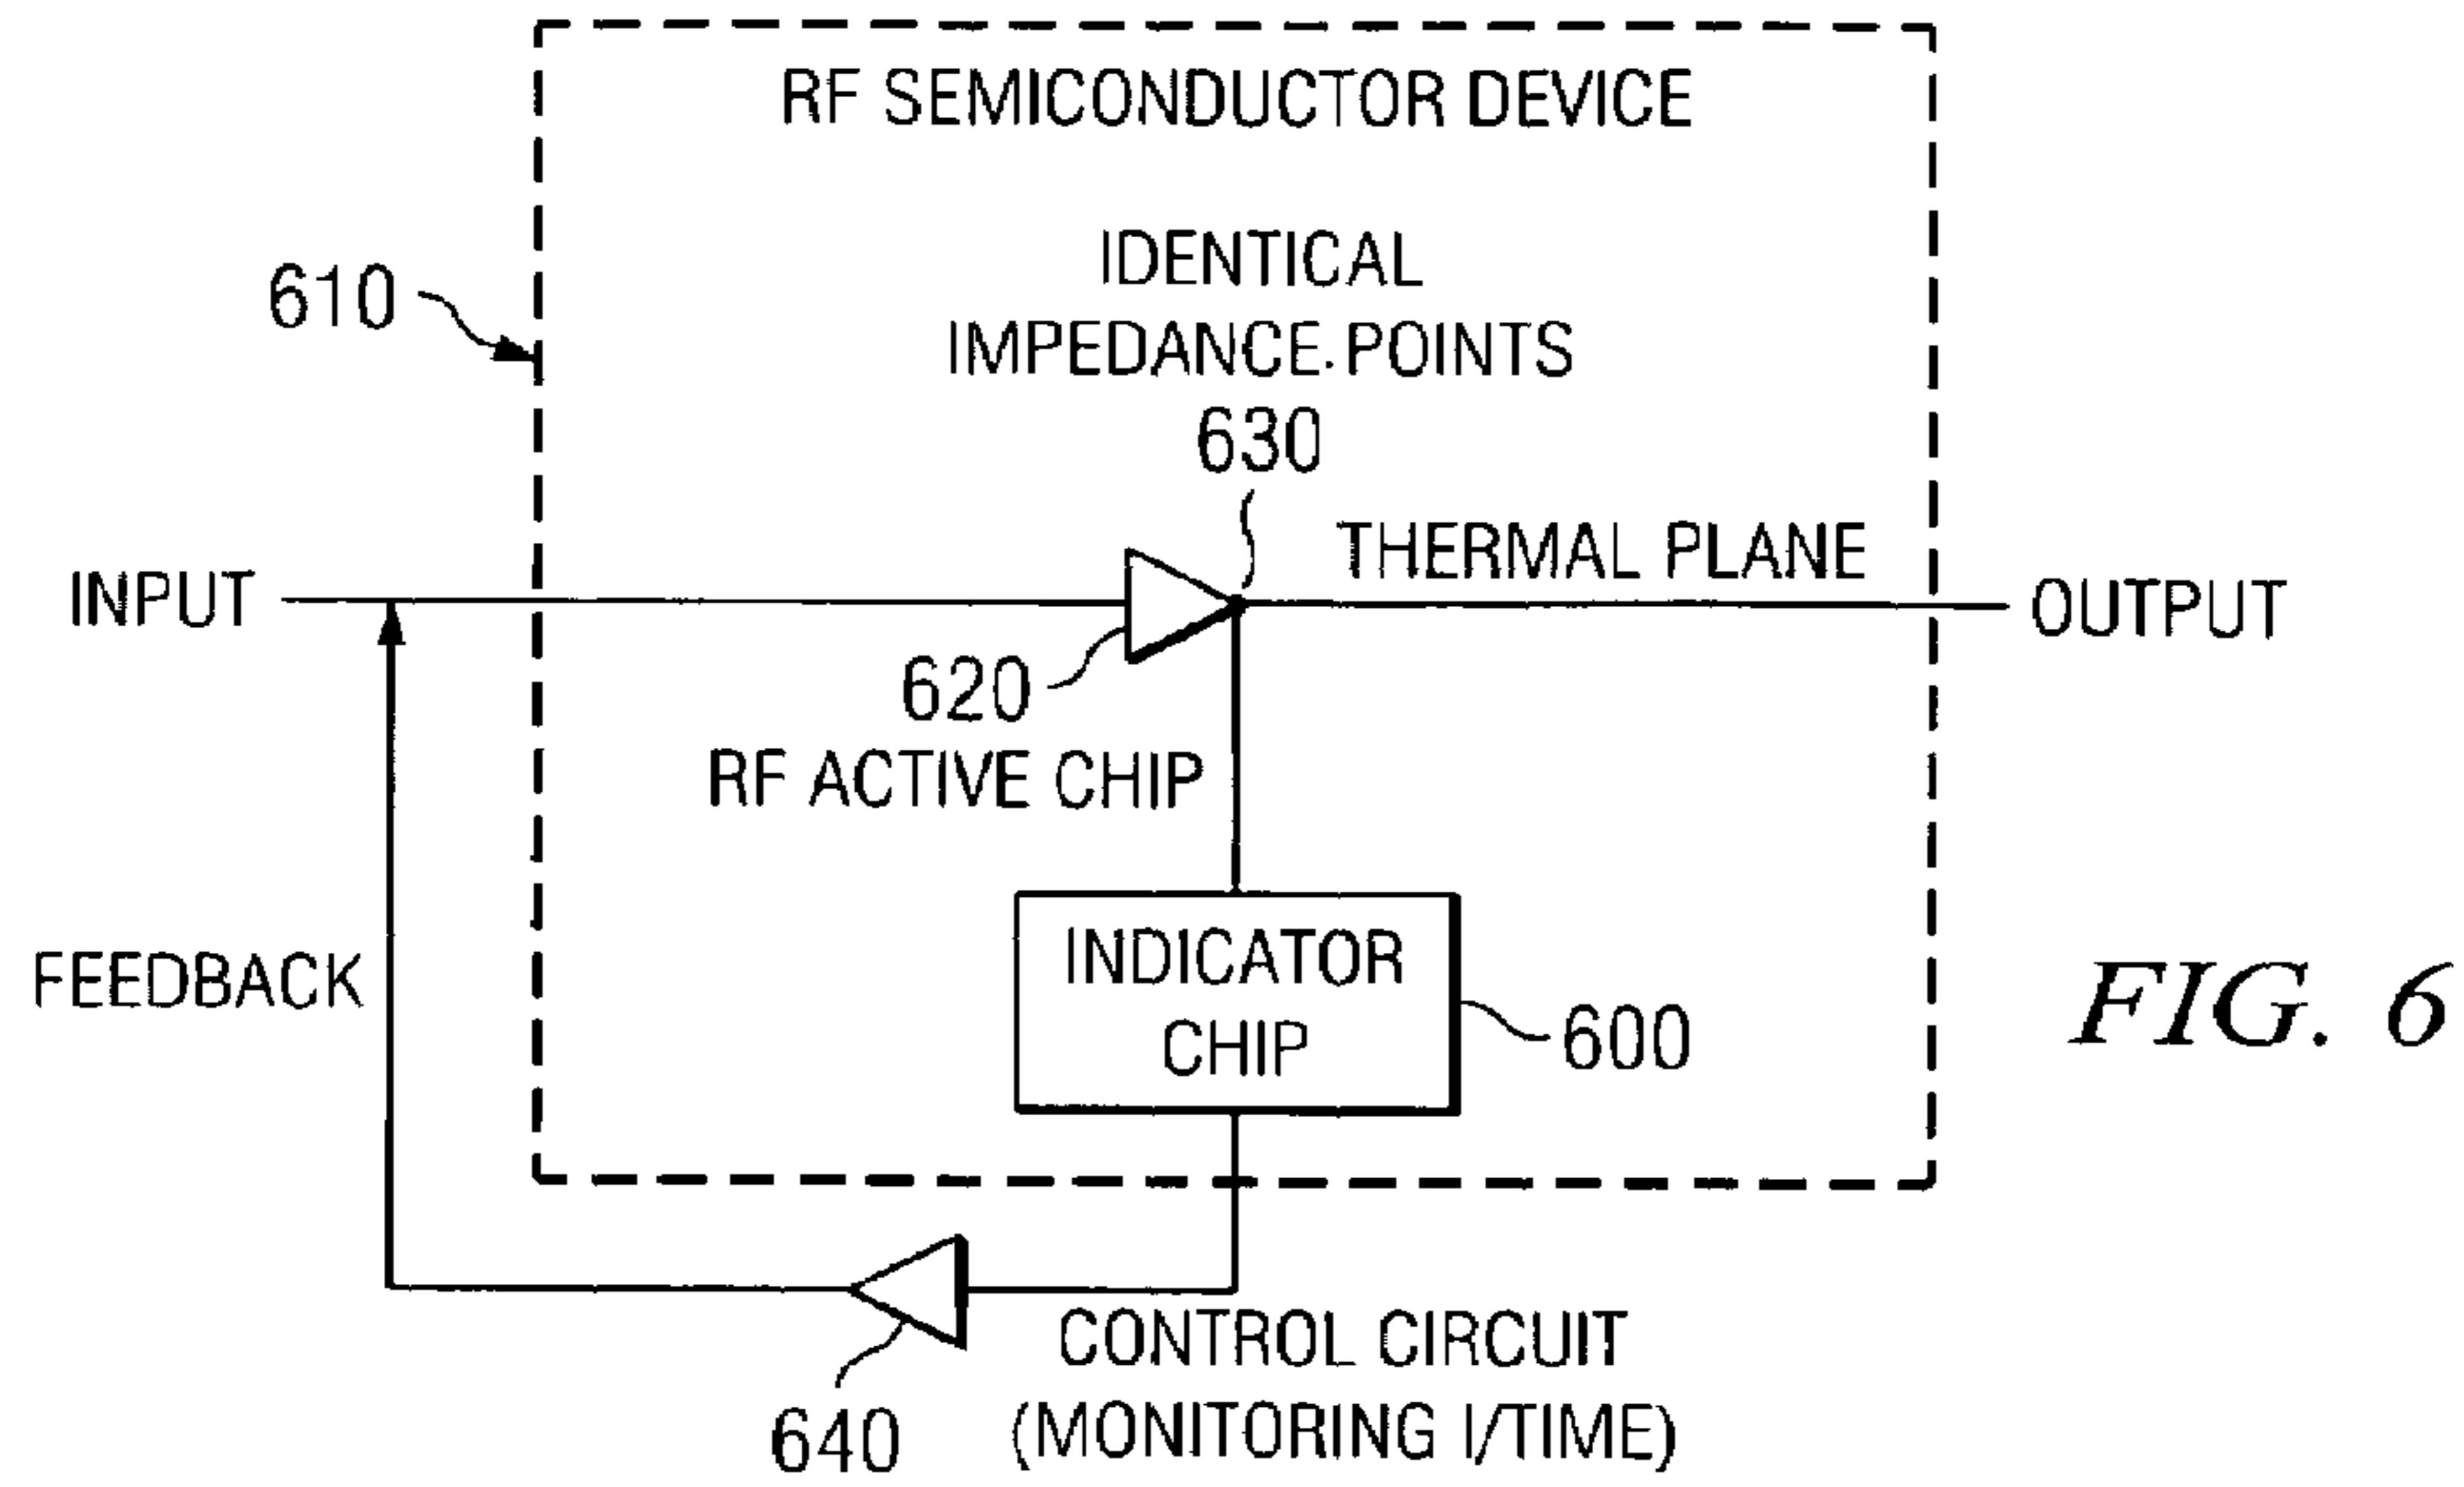 RF SEMICONDUCTOR DEVICE
IDENTICAL
IMPEDANCE.POINTS
630
610
THERMAL PLANE
INPUT
OUTPUT
620
RF ACTIVE CHIP
FEEDBACK
INDICATOR
CHIP
600
FIG. 6
CONTROL CIRCUIT
(MONITORING I/TIME)
640